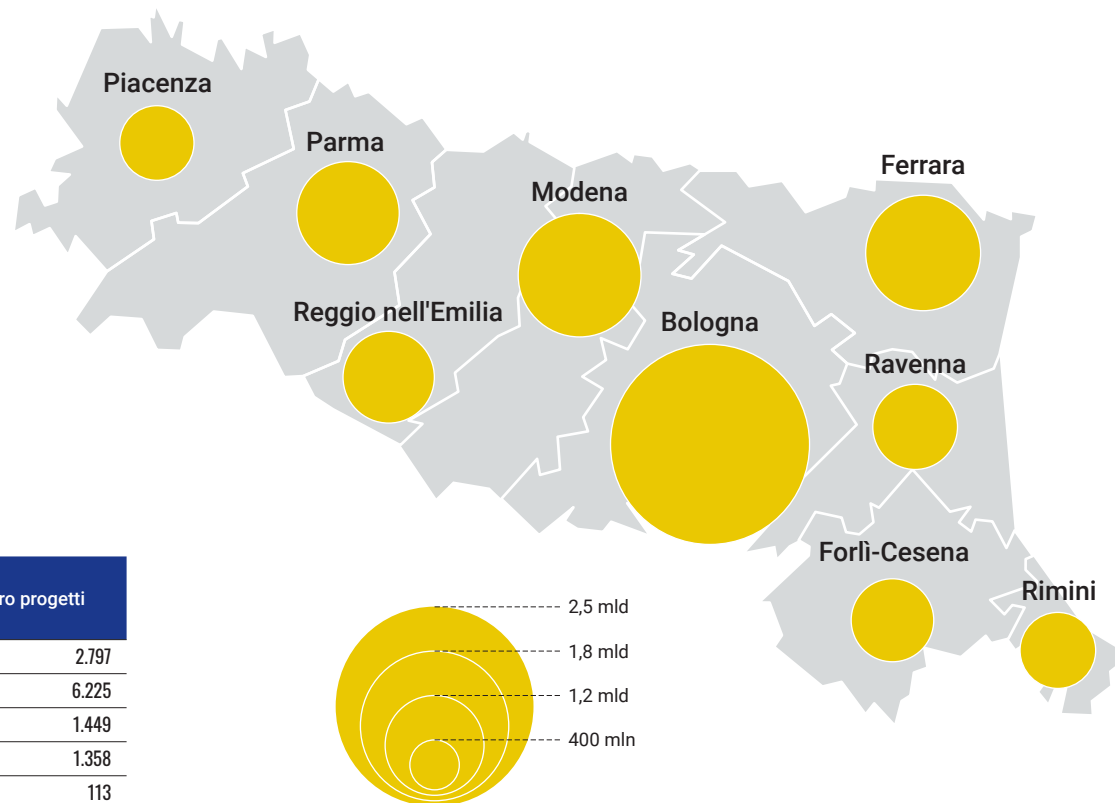 Piacenza
Parma
Modena
Ferrara
Reggio nell'Emilia
Bologna
Ravenna
Forlì-Cesena
Rimini
ro progetti
2.797
6.225
1.449
1.358
113
2,5 mld
1,8 mld
1,2 mld
400 mln